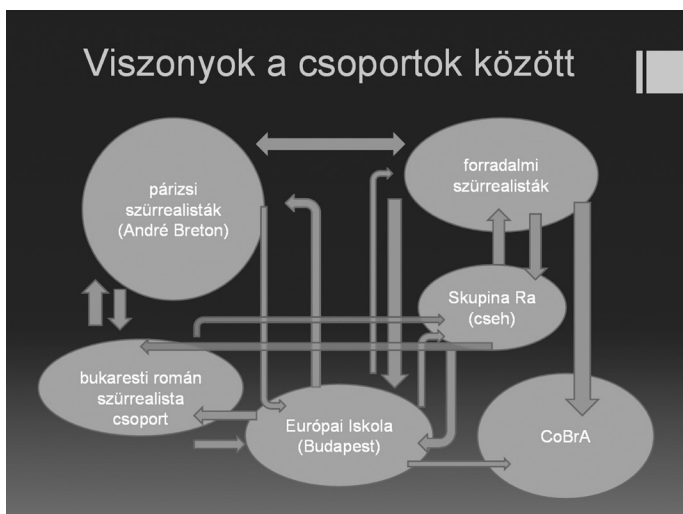 Viszonyok a csoportok között
párizsi
szürrealisták
(André Breton)
forradalmi
szürrealisták
Skupina Ra
(cseh)
bukaresti román
szürrealista
csoport
Európai Iskola
(Budapest)
CoBrA